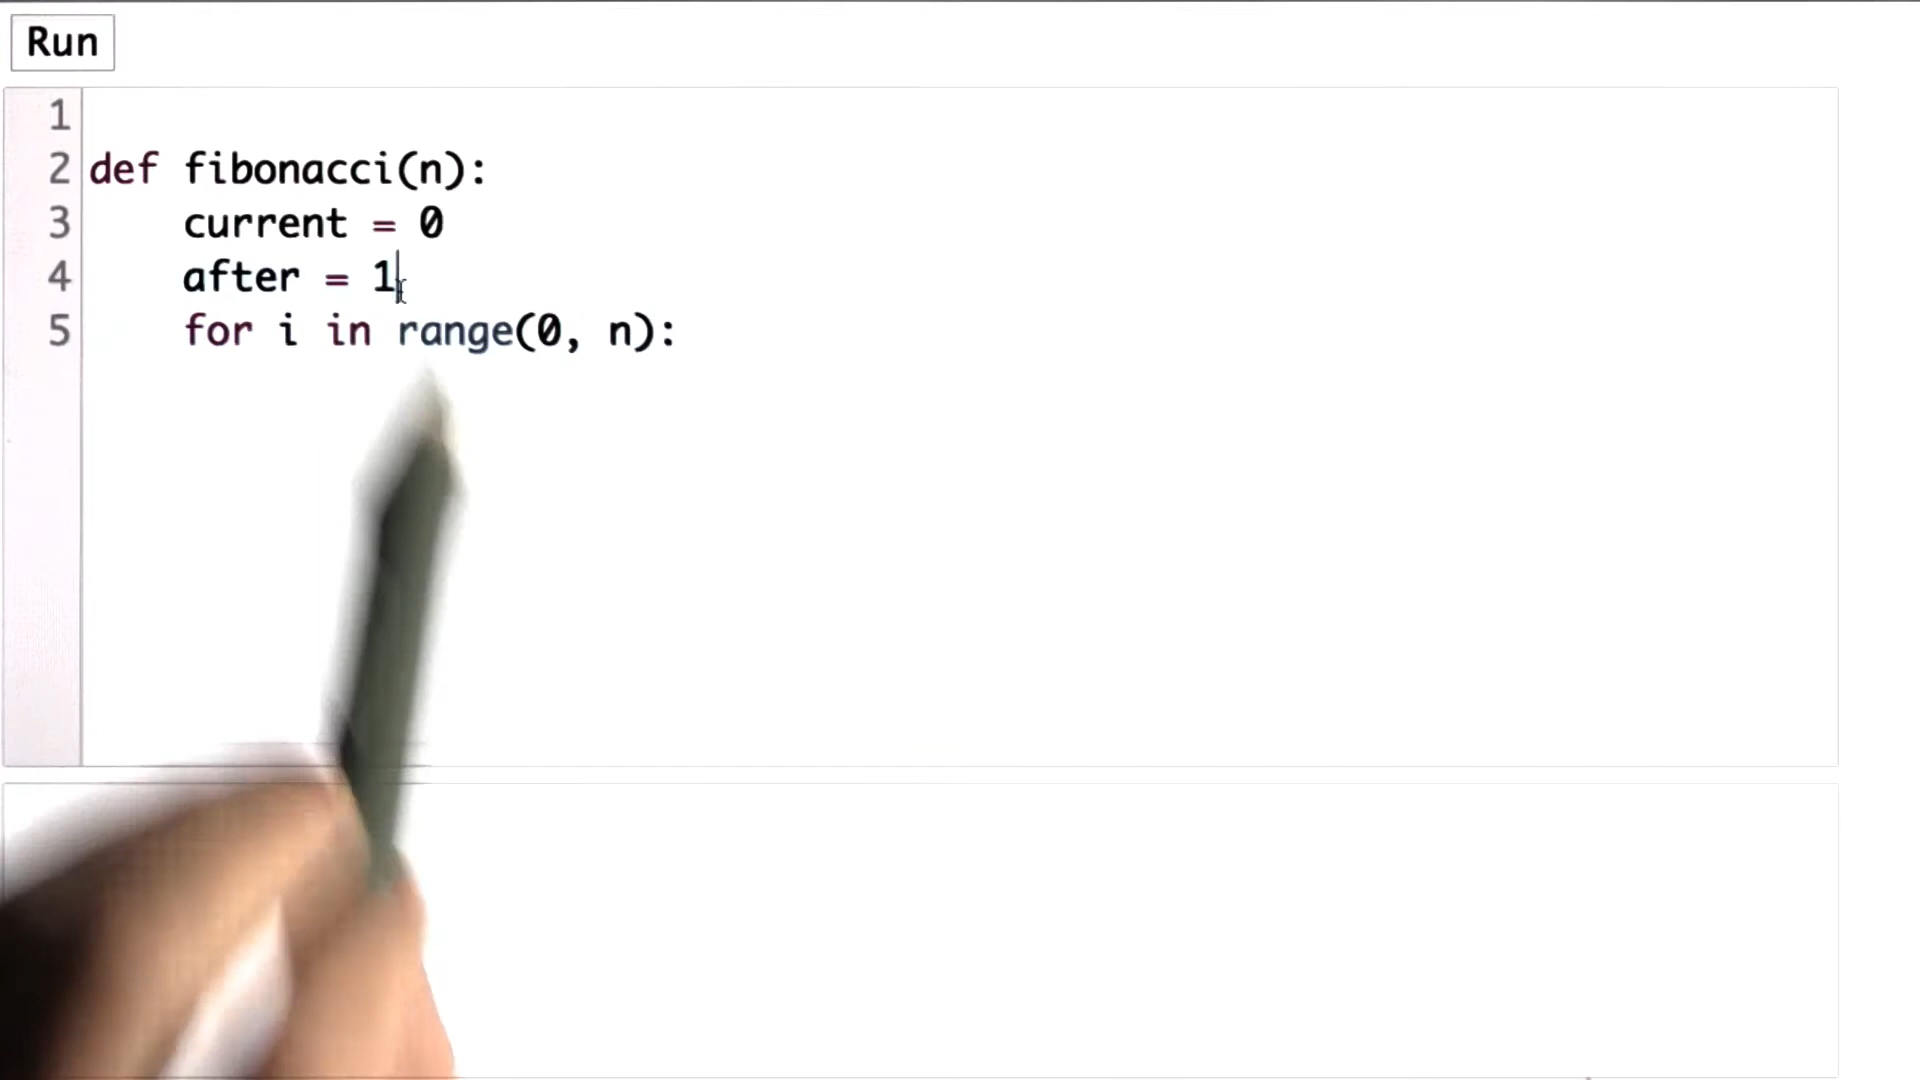 Run
1
2 def fibonacci(n):
3     current = 0
4     after = 1
5     for i in range(0, n):